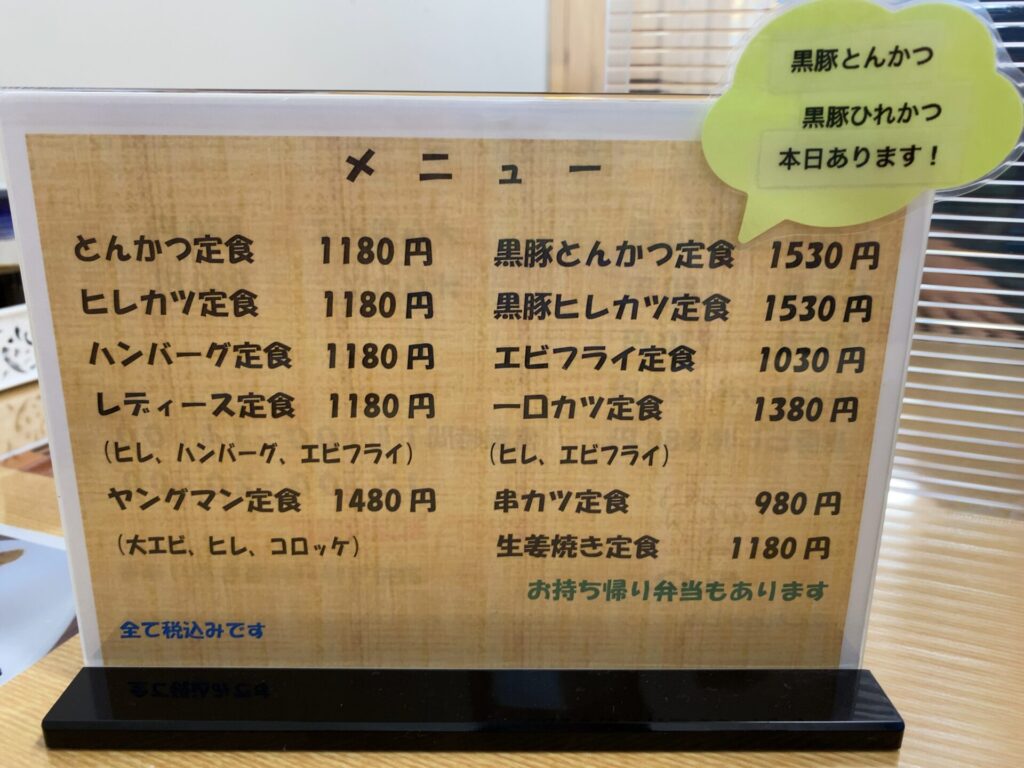 黒豚とんかつ
黒豚ひれかつ
本日あります!
メニュー
とんかつ定食 1180円
ヒレカツ定食 1180円
ハンバーグ定食 1180円
レディース定食 1180円
(ヒレ、ハンバーグ、エビフライ)
ヤングマン定食 1480円
(大エビ、ヒレ、コロッケ)
全て税込みです
黒豚とんかつ定食 1530円
黒豚ヒレカツ定食 1530円
エビフライ定食 1030円
一口カツ定食 1380円
(ヒレ、エビフライ)
串カツ定食 980円
生姜焼き定食 1180円
お持ち帰り弁当もあります